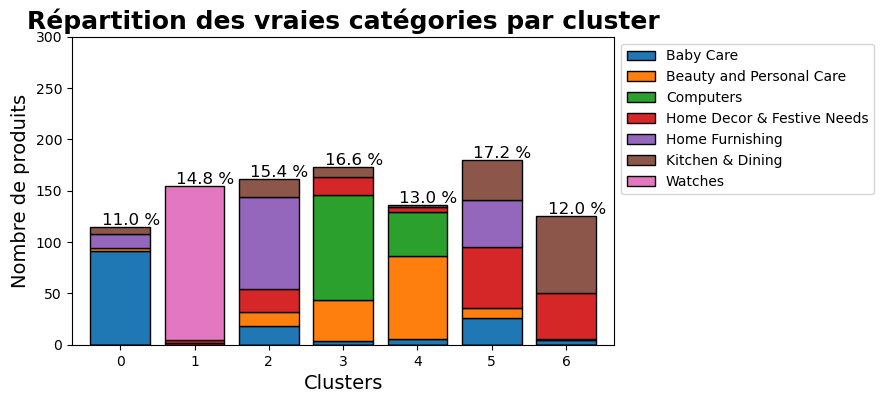 Répartition des vraies catégories par cluster
Nombre de produits
300
250
200
150
100
50
0
11.0 %
14.8 %
15.4 %
16.6 %
13.0 %
17.2 %
12.0 %
0 1 2 3 4 5 6
Clusters
Baby Care
Beauty and Personal Care
Computers
Home Decor & Festive Needs
Home Furnishing
Kitchen & Dining
Watches